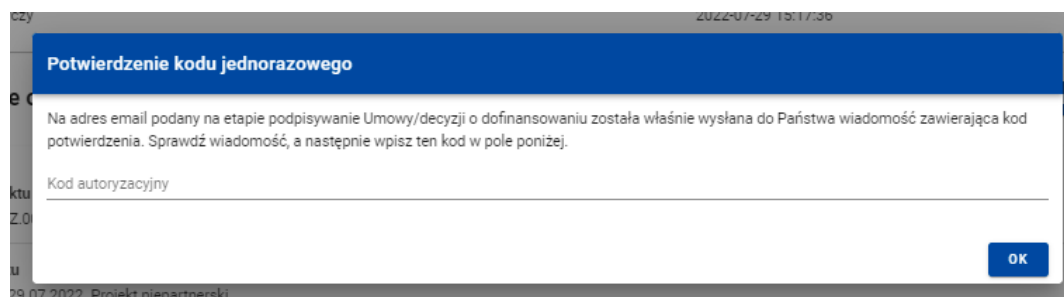 czy 2022-07-29 15:17:36
Potwierdzenie kodu jednorazowego
Na adres email podany na etapie podpisywanie Umowy/decyzji o dofinansowaniu została właśnie wysłana do Państwa wiadomość zawierająca kod
potwierdzenia. Sprawdź wiadomość, a następnie wpisz ten kod w pole poniżej.
Kod autoryzacyjny
ktu
OK
29.07.2022. Projekt niepartnerski